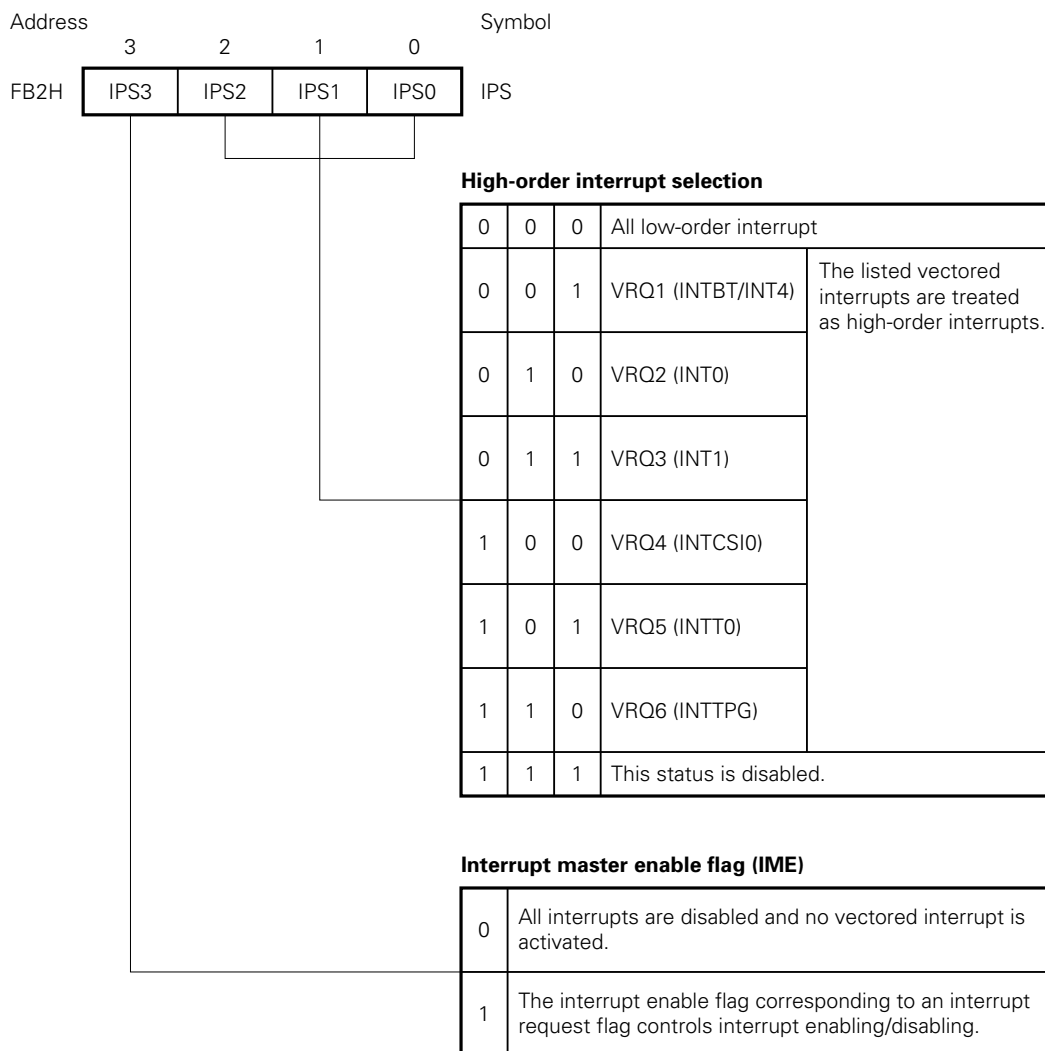 Address Symbol
3 2 1 0
FB2H IPS3 IPS2 IPS1 IPS0 IPS
High-order interrupt selection
0 0 0 All low-order interrupt
0 0 1 VRQ1 (INTBT/INT4)
The listed vectored
interrupts are treated
as high-order interrupts.
0 1 0 VRQ2 (INT0)
0 1 1 VRQ3 (INT1)
1 0 0 VRQ4 (INTCSI0)
1 0 1 VRQ5 (INTT0)
1 1 0 VRQ6 (INTTPG)
1 1 1 This status is disabled.
Interrupt master enable flag (IME)
0 All interrupts are disabled and no vectored interrupt is
activated.
1 The interrupt enable flag corresponding to an interrupt
request flag controls interrupt enabling/disabling.